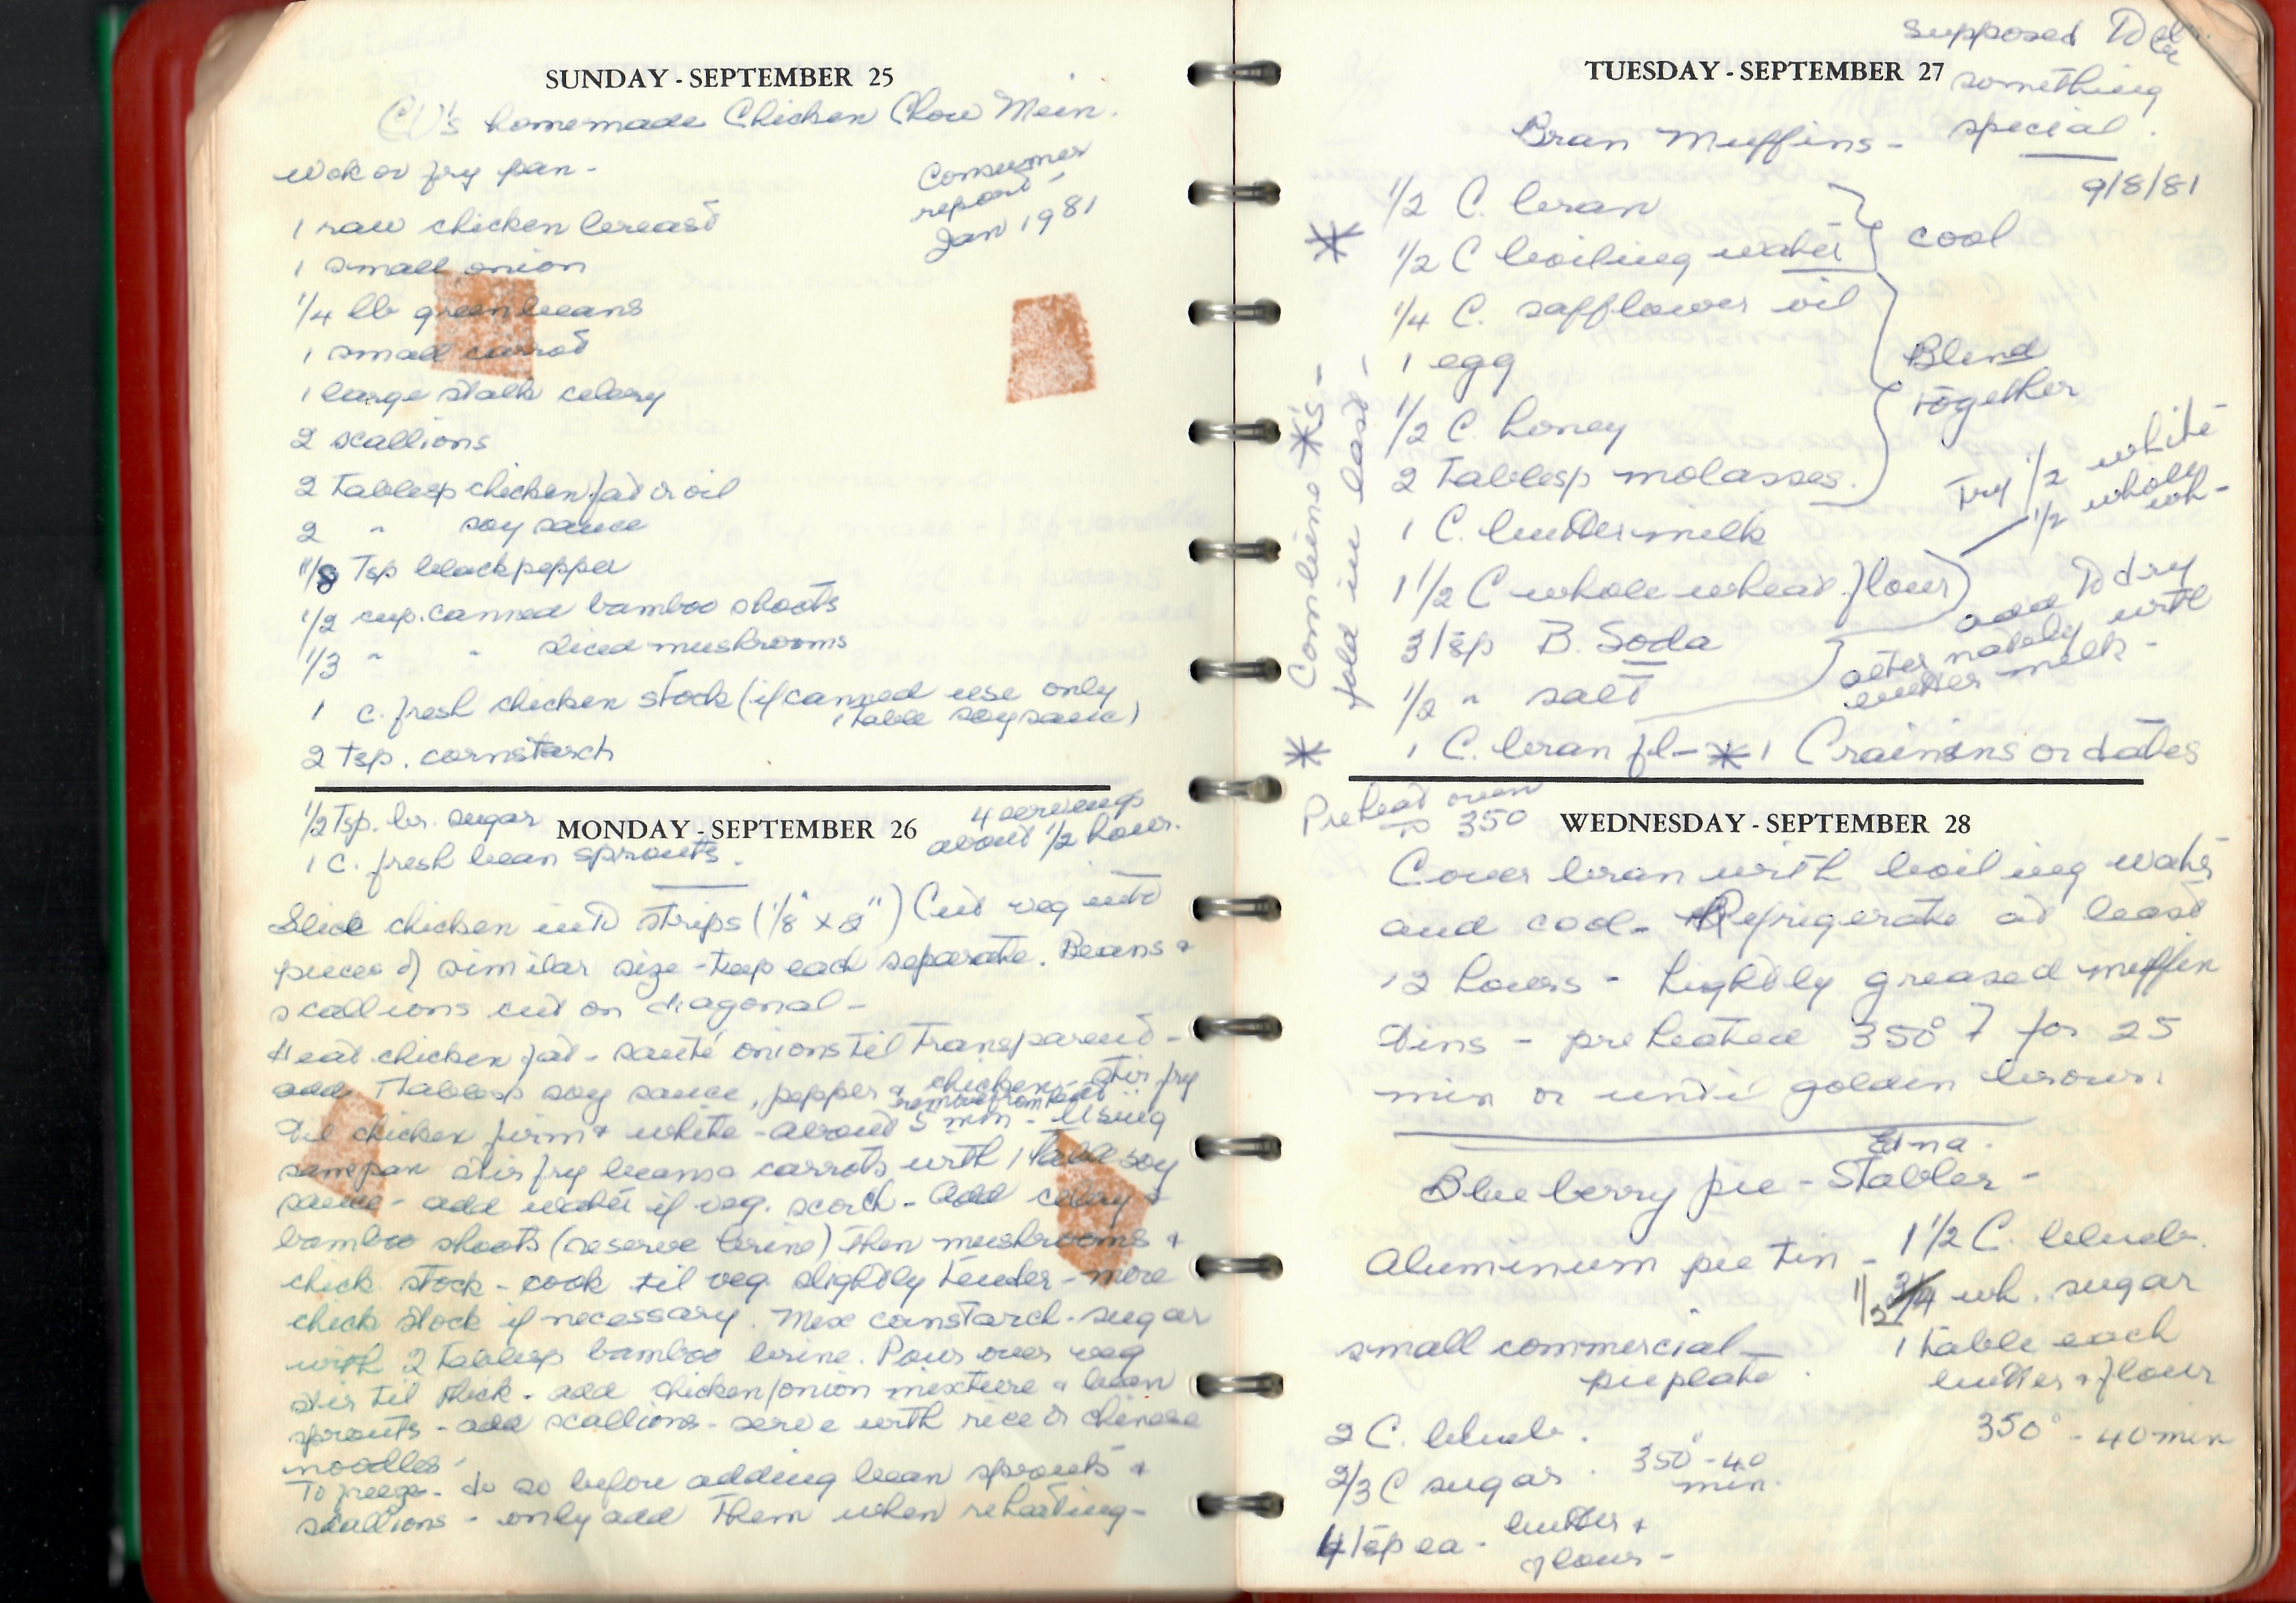 SUNDAY - SEPTEMBER 25
CU's homemade Chicken Chow Mein.
wok or fry pan -
Consumer
report -
Jan 1981
1 raw chicken breast
1 small onion
1/4 lb green beans
1 small carrot
1 large stalk celery
2 scallions
2 Tablesp chicken fat or oil
2 " soy sauce
1/8 Tsp black pepper
1/2 cup. canned bamboo shoots
1/3 " " sliced mushrooms
1 c. fresh chicken stock (if canned use only
1 Table soy sauce)
2 tsp. cornstarch
1/2 Tsp. br. sugar
4 servings
about 1/2 hour.
MONDAY - SEPTEMBER 26
1 C. fresh bean sprouts.
Slice chicken into strips (1/8" x 2") Cut veg into
pieces of similar size - keep each separate. Beans +
scallions cut on diagonal -
Heat chicken fat - sauté onions til transparent -
add 1 Tablesp soy sauce, pepper + chicken - stir fry
til chicken firm + white - about 5 min - remove from heat - Using
same pan stir fry beans + carrots with 1 Table soy
sauce - add water if veg. scorch - Add celery +
bamboo shoots (reserve brine) then mushrooms +
chick stock - cook til veg. slightly tender - more
chick stock if necessary. Mix constarch - sugar
with 2 Tablesp bamboo brine. Pour over veg
stir til thick - add chicken/onion mixture + bean
sprouts - add scallions - serve with rice or chinese
noodles.
To freeze - do so before adding bean sprouts +
scallions - only add them when reheating -
supposed To be
something
special.
TUESDAY - SEPTEMBER 27
Bran Muffins -
9/8/81
1/2 C. bran
* 1/2 C boiling water
cool
1/4 C. safflower oil
1 egg
1/2 C. honey
2 Tablesp molasses.
Blend
together
1 C. buttermilk
1 1/2 C whole wheat flour
Try 1/2 white
1/2 whole
wh -
3 tsp B. Soda
1/2 " salt
add To dry
alternately with
butter milk -
* 1 C. bran fl - * 1 C raisins or dates
Combine *'s -
fold in last.
Preheat oven
to 350
WEDNESDAY - SEPTEMBER 28
Cover bran with boiling water
and cool - Refrigerate at least
12 hours - Lightly greased muffin
tins - preheated 350° F for 25
min or until golden brown
Edna
Blueberry pie - Stabler -
Aluminum pie tin - 1 1/2 C. blueb.
1/2 3/4 wh. sugar
1 table each
butter + flour
350° - 40 min
small commercial -
pieplate.
2 C. blueb.
2/3 C sugar.
350° - 40
min.
4 Tsp ea - butter +
flour -